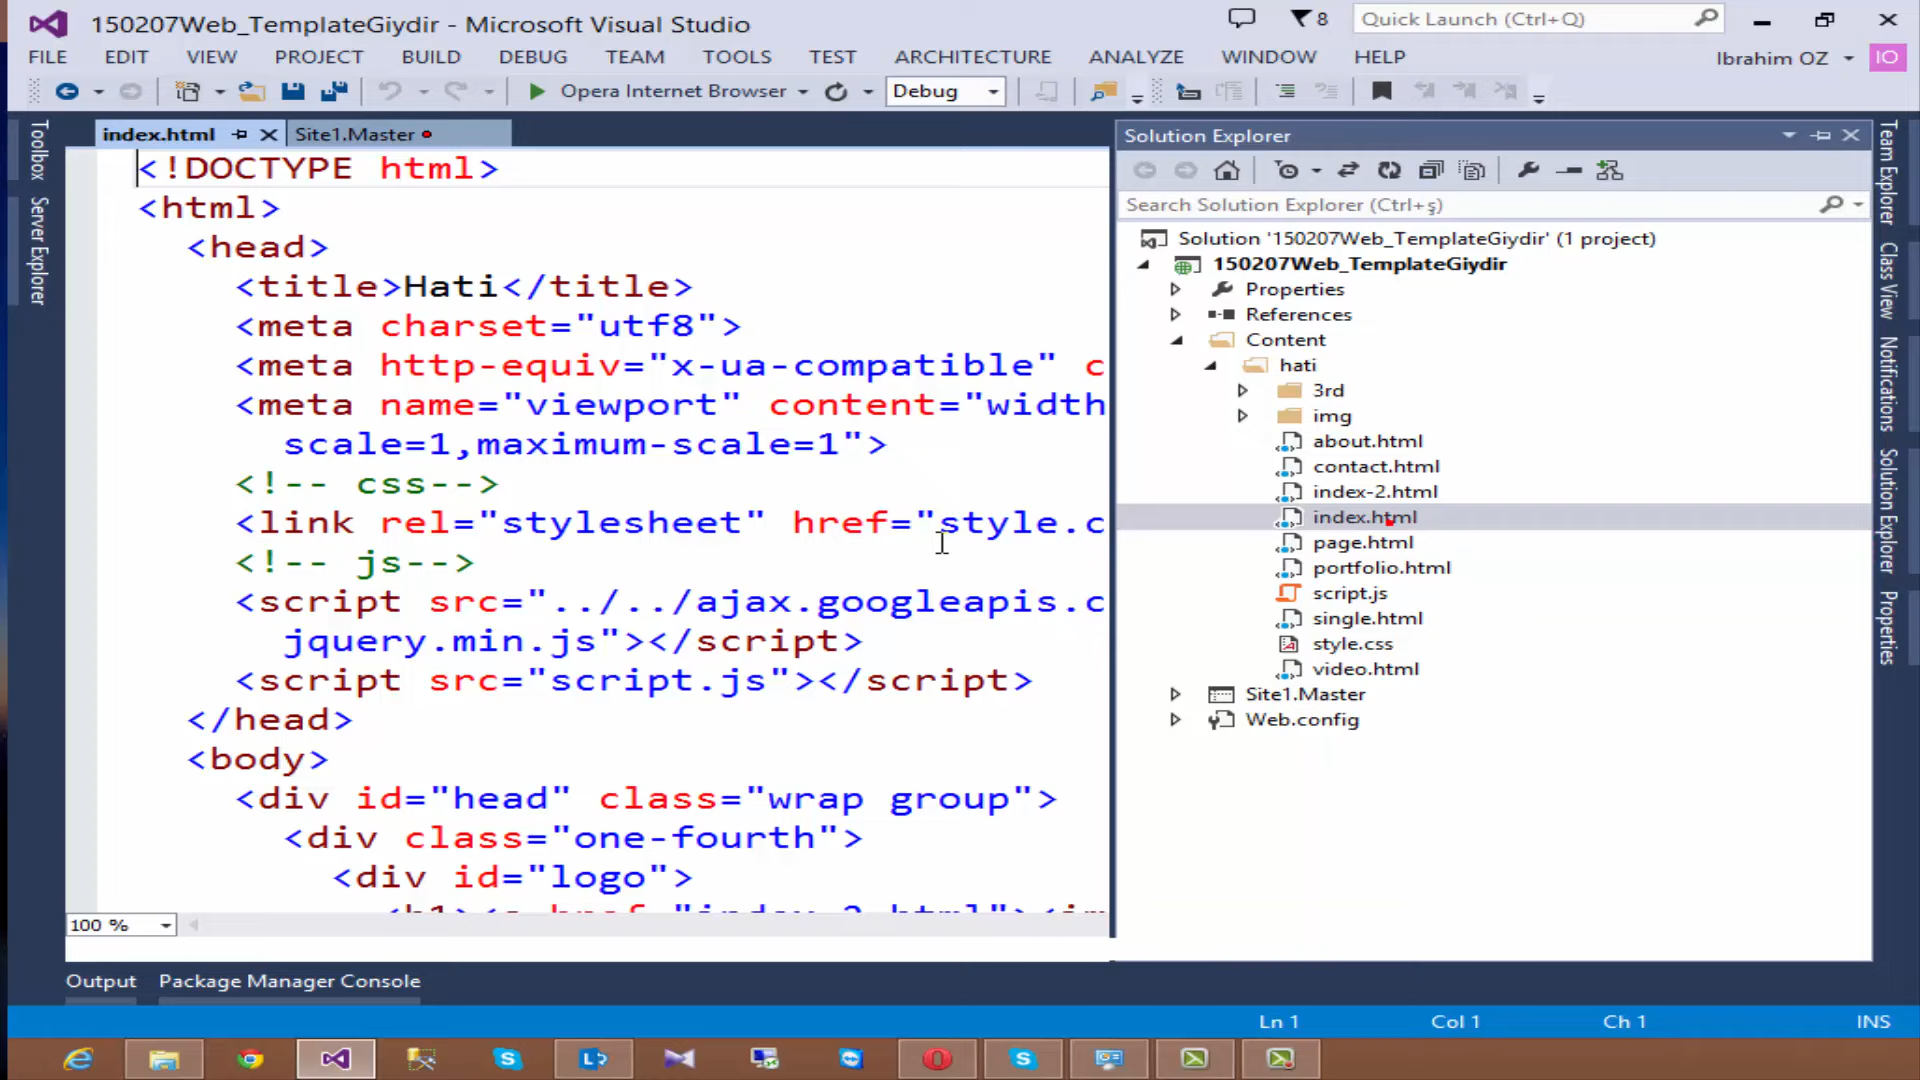 150207Web_TemplateGiydir - Microsoft Visual Studio
8
Quick Launch (Ctrl+Q)
FILE EDIT VIEW PROJECT BUILD DEBUG TEAM TOOLS TEST ARCHITECTURE ANALYZE WINDOW HELP
Ibrahim OZ
IO
Opera Internet Browser
Debug
Toolbox
Server Explorer
index.html
Site1.Master
<!DOCTYPE html>
<html>
<head>
<title>Hati</title>
<meta charset="utf8">
<meta http-equiv="x-ua-compatible" c
<meta name="viewport" content="width
scale=1,maximum-scale=1">
<!-- css-->
<link rel="stylesheet" href="style.c
<!-- js-->
<script src="../../ajax.googleapis.c
jquery.min.js"></script>
<script src="script.js"></script>
</head>
<body>
<div id="head" class="wrap group">
<div class="one-fourth">
<div id="logo">
100 %
Solution Explorer
Search Solution Explorer (Ctrl+ş)
Solution '150207Web_TemplateGiydir' (1 project)
150207Web_TemplateGiydir
Properties
References
Content
hati
3rd
img
about.html
contact.html
index-2.html
index.html
page.html
portfolio.html
script.js
single.html
style.css
video.html
Site1.Master
Web.config
Team Explorer
Class View
Notifications
Solution Explorer
Properties
Output
Package Manager Console
Ln 1
Col 1
Ch 1
INS